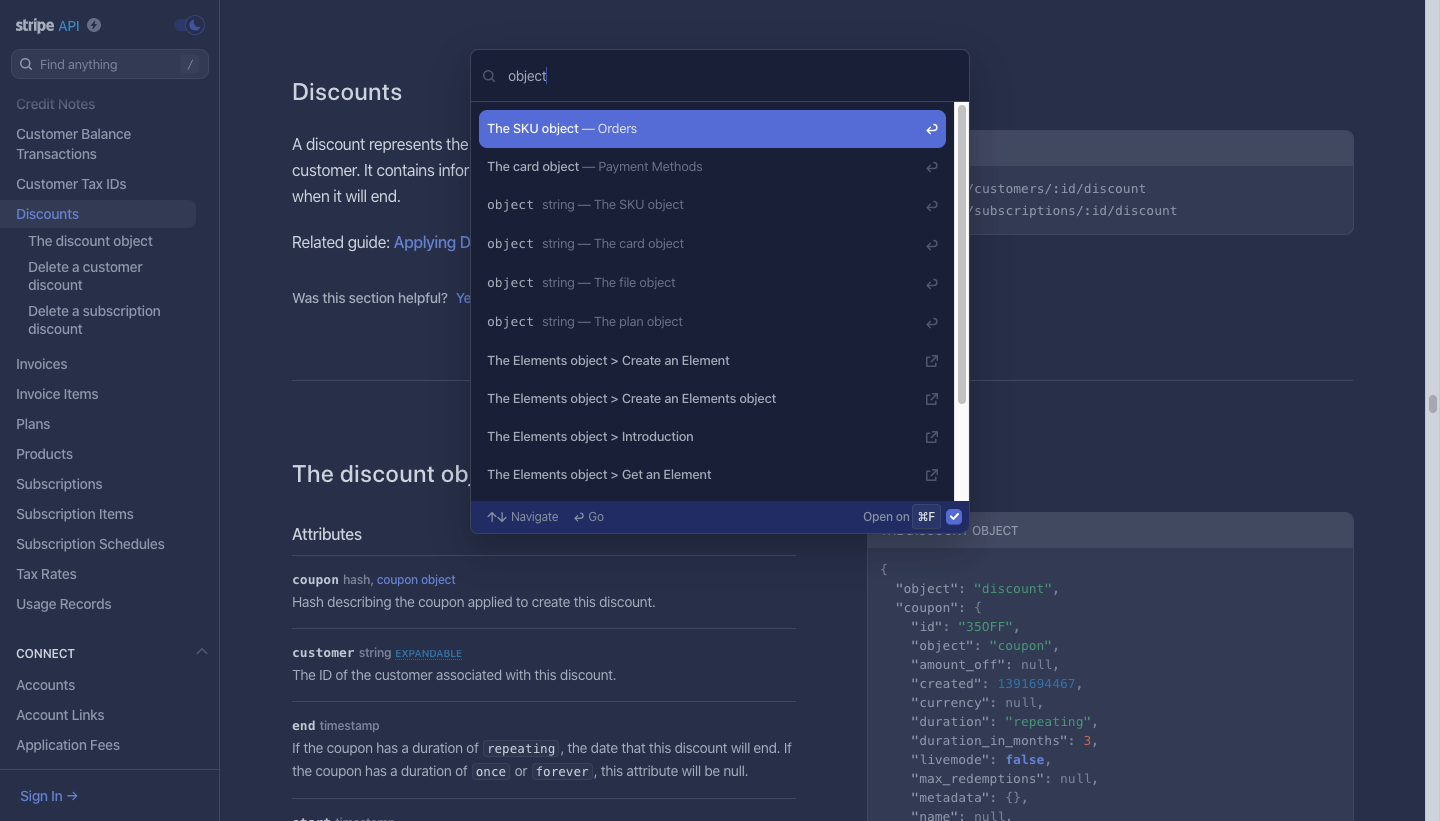 stripe API
Find anything /
Credit Notes
Customer Balance
Transactions
Customer Tax IDs
Discounts
The discount object
Delete a customer
discount
Delete a subscription
discount
Invoices
Invoice Items
Plans
Products
Subscriptions
Subscription Items
Subscription Schedules
Tax Rates
Usage Records
CONNECT
Accounts
Account Links
Application Fees
Sign In →
Discounts
A discount represents the
customer. It contains infor
when it will end.
Related guide: Applying D
Was this section helpful? Ye
object
The SKU object — Orders
The card object — Payment Methods
object string — The SKU object
object string — The card object
object string — The file object
object string — The plan object
The Elements object > Create an Element
The Elements object > Create an Elements object
The Elements object > Introduction
The Elements object > Get an Element
↑↓ Navigate ↩ Go
Open on ⌘F
/customers/:id/discount
/subscriptions/:id/discount
The discount obj
Attributes
coupon hash, coupon object
Hash describing the coupon applied to create this discount.
customer string EXPANDABLE
The ID of the customer associated with this discount.
end timestamp
If the coupon has a duration of repeating, the date that this discount will end. If
the coupon has a duration of once or forever, this attribute will be null.
start timestamp
THE DISCOUNT OBJECT
{
"object": "discount",
"coupon": {
"id": "35OFF",
"object": "coupon",
"amount_off": null,
"created": 1391694467,
"currency": null,
"duration": "repeating",
"duration_in_months": 3,
"livemode": false,
"max_redemptions": null,
"metadata": {},
"name": null,